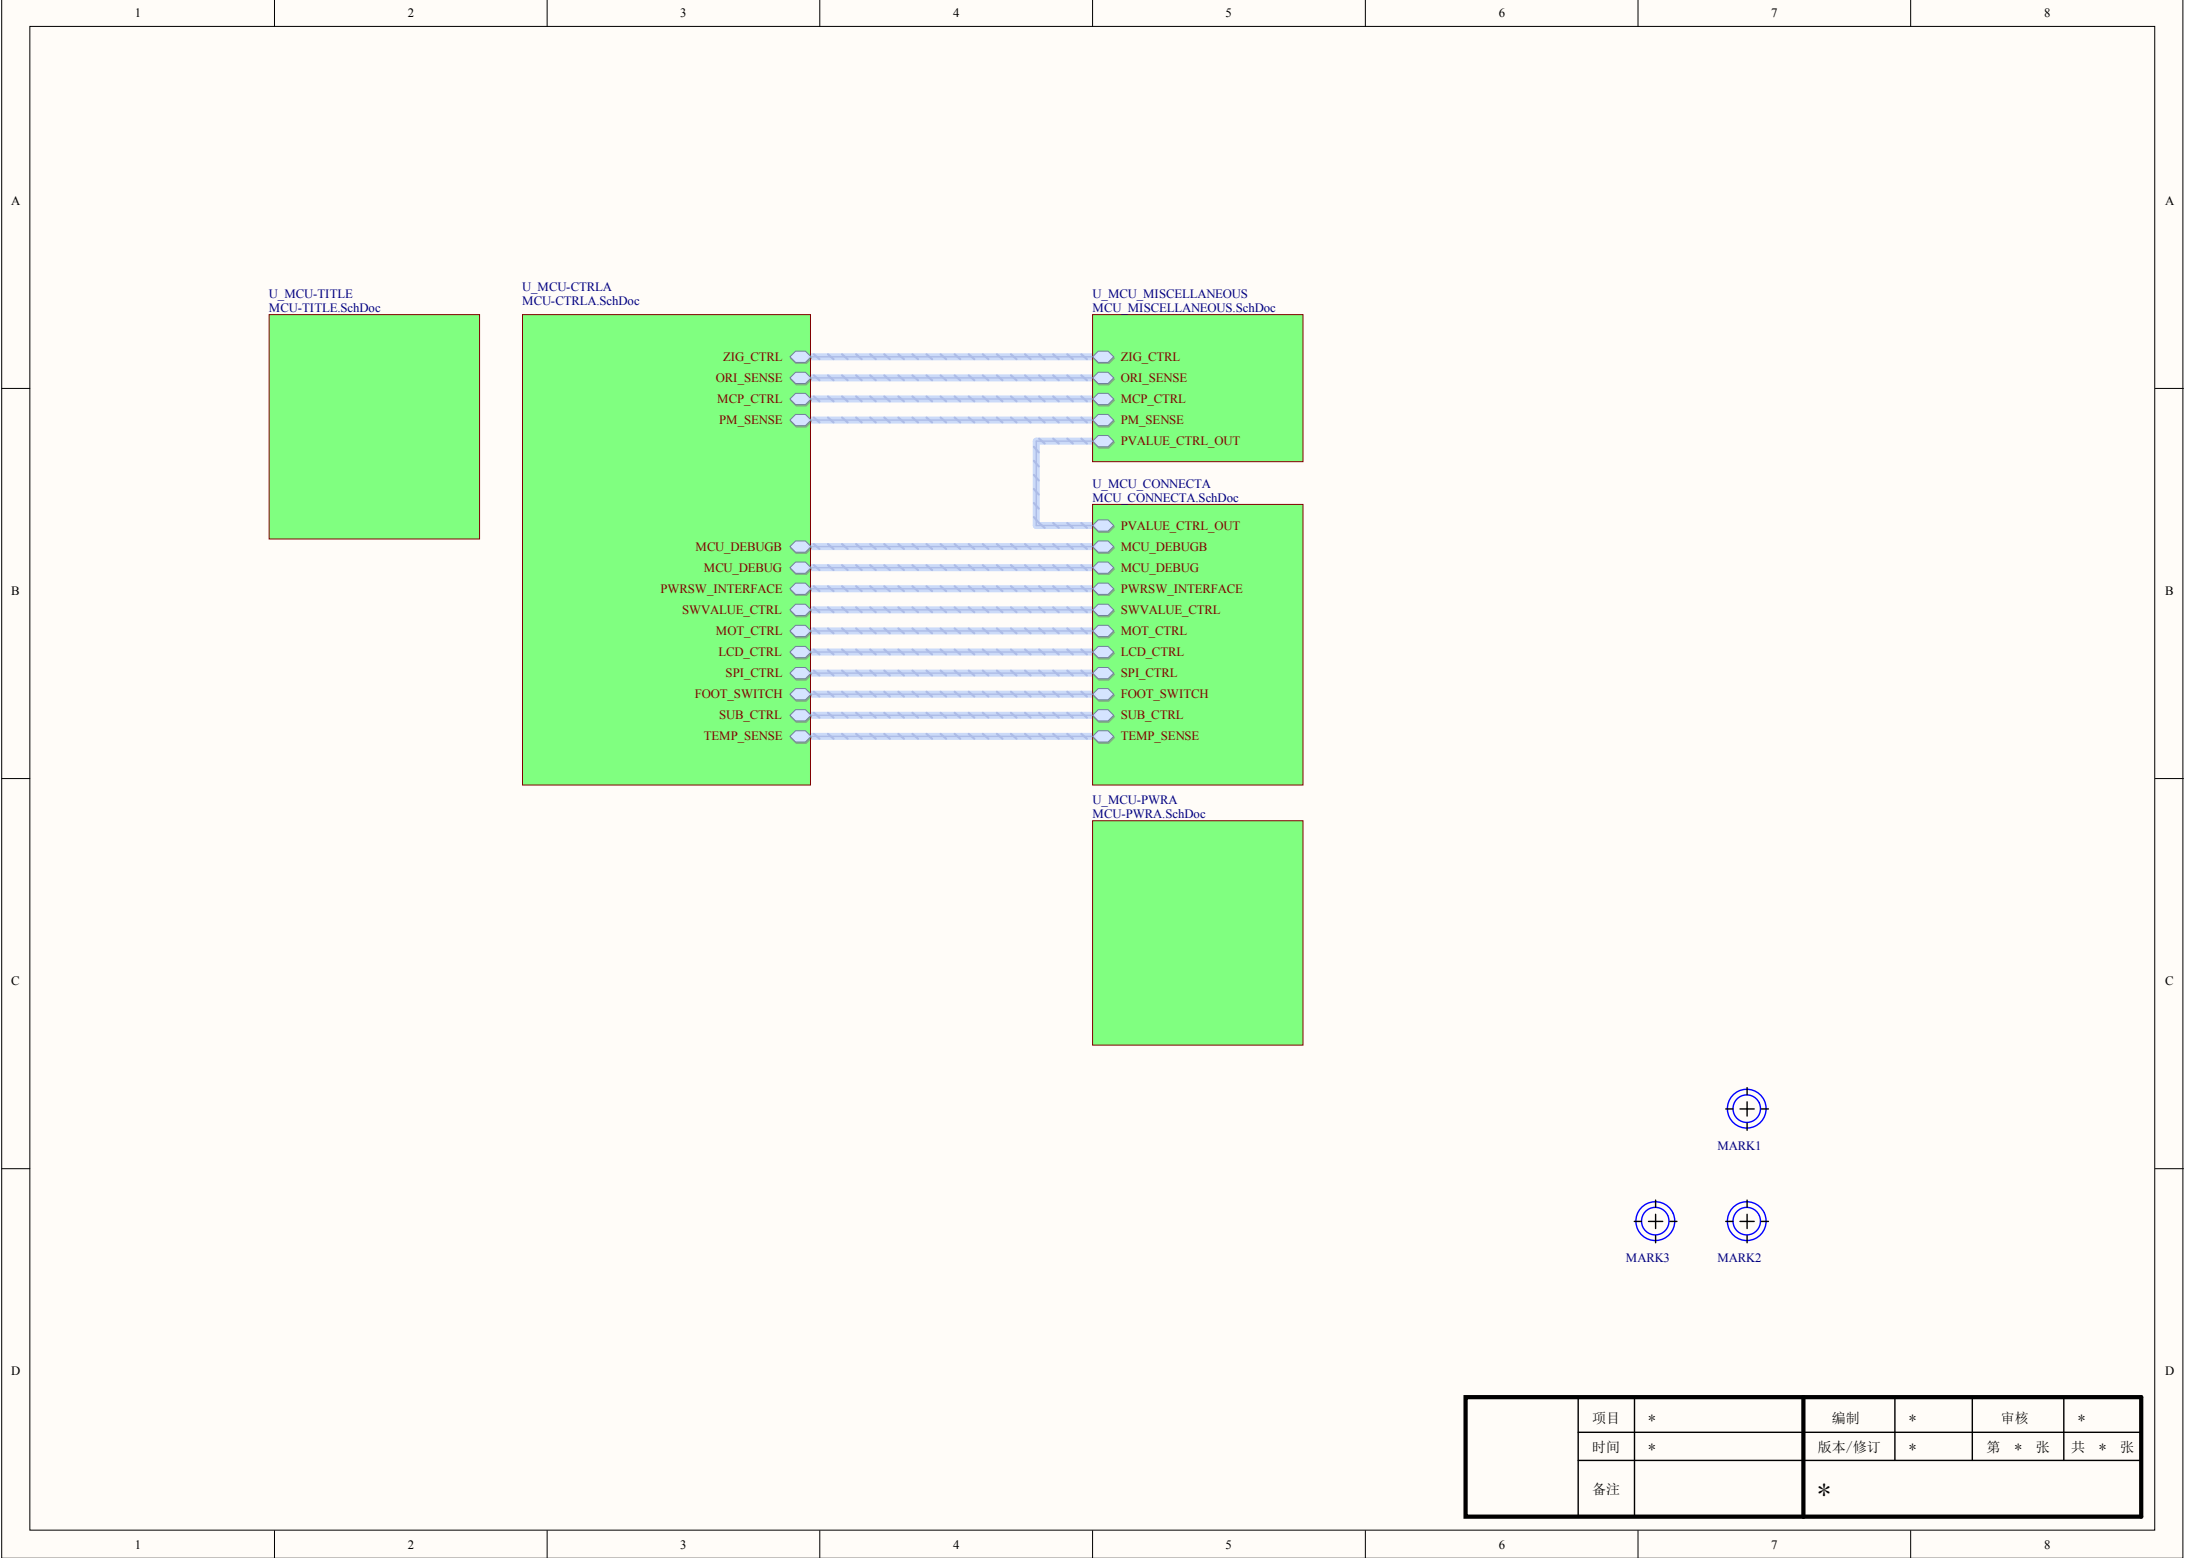 1 2 3 4 5 6 7 8
A A
U_MCU-TITLE
MCU-TITLE.SchDoc
U_MCU-CTRLA
MCU-CTRLA.SchDoc
ZIG_CTRL
ORI_SENSE
MCP_CTRL
PM_SENSE
MCU_DEBUGB
MCU_DEBUG
PWRSW_INTERFACE
SWVALUE_CTRL
MOT_CTRL
LCD_CTRL
SPI_CTRL
FOOT_SWITCH
SUB_CTRL
TEMP_SENSE
U_MCU_MISCELLANEOUS
MCU_MISCELLANEOUS.SchDoc
ZIG_CTRL
ORI_SENSE
MCP_CTRL
PM_SENSE
PVALUE_CTRL_OUT
U_MCU_CONNECTA
MCU_CONNECTA.SchDoc
PVALUE_CTRL_OUT
MCU_DEBUGB
MCU_DEBUG
PWRSW_INTERFACE
SWVALUE_CTRL
MOT_CTRL
LCD_CTRL
SPI_CTRL
FOOT_SWITCH
SUB_CTRL
TEMP_SENSE
B B
U_MCU-PWRA
MCU-PWRA.SchDoc
C C
MARK1
MARK3 MARK2
D D
项目 * 编制 * 审核 *
时间 * 版本/修订 * 第 * 张 共 * 张
备注 *
1 2 3 4 5 6 7 8